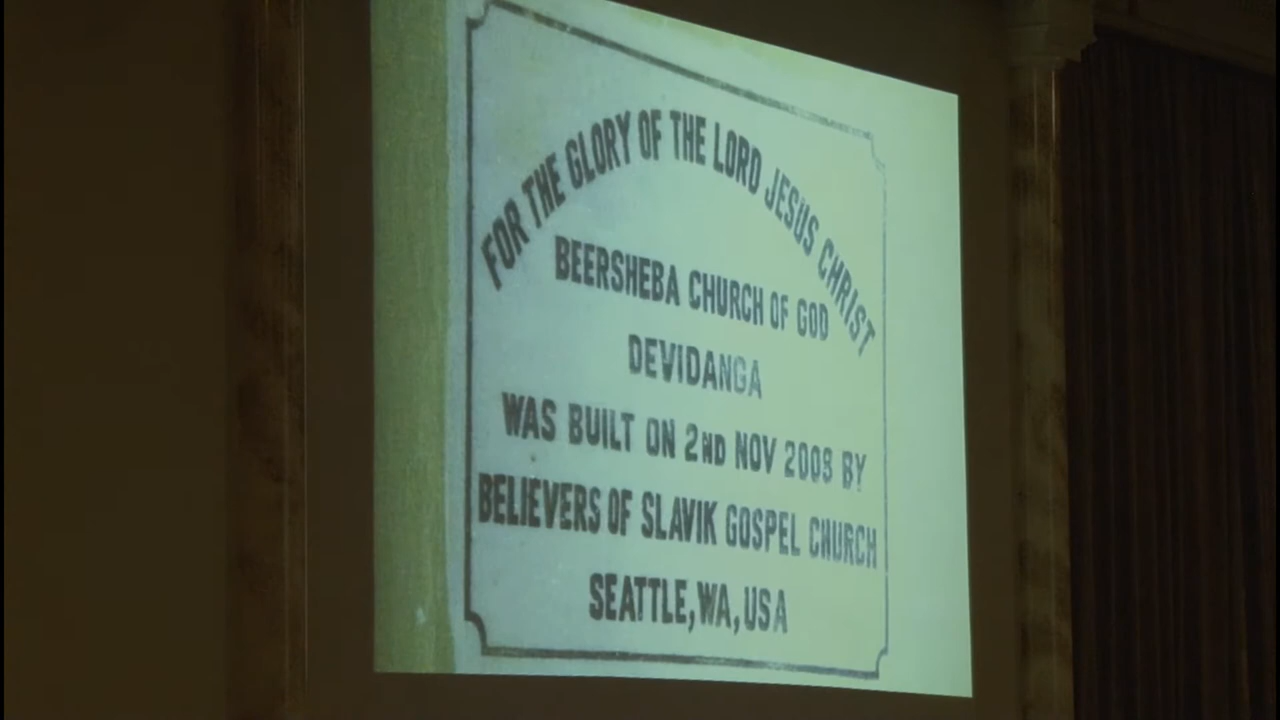 FOR THE GLORY OF THE LORD JESUS CHRIST
BEERSHEBA CHURCH OF GOD
DEVIDANGA
WAS BUILT ON 2ND NOV 2008 BY
BELIEVERS OF SLAVIK GOSPEL CHURCH
SEATTLE, WA, USA